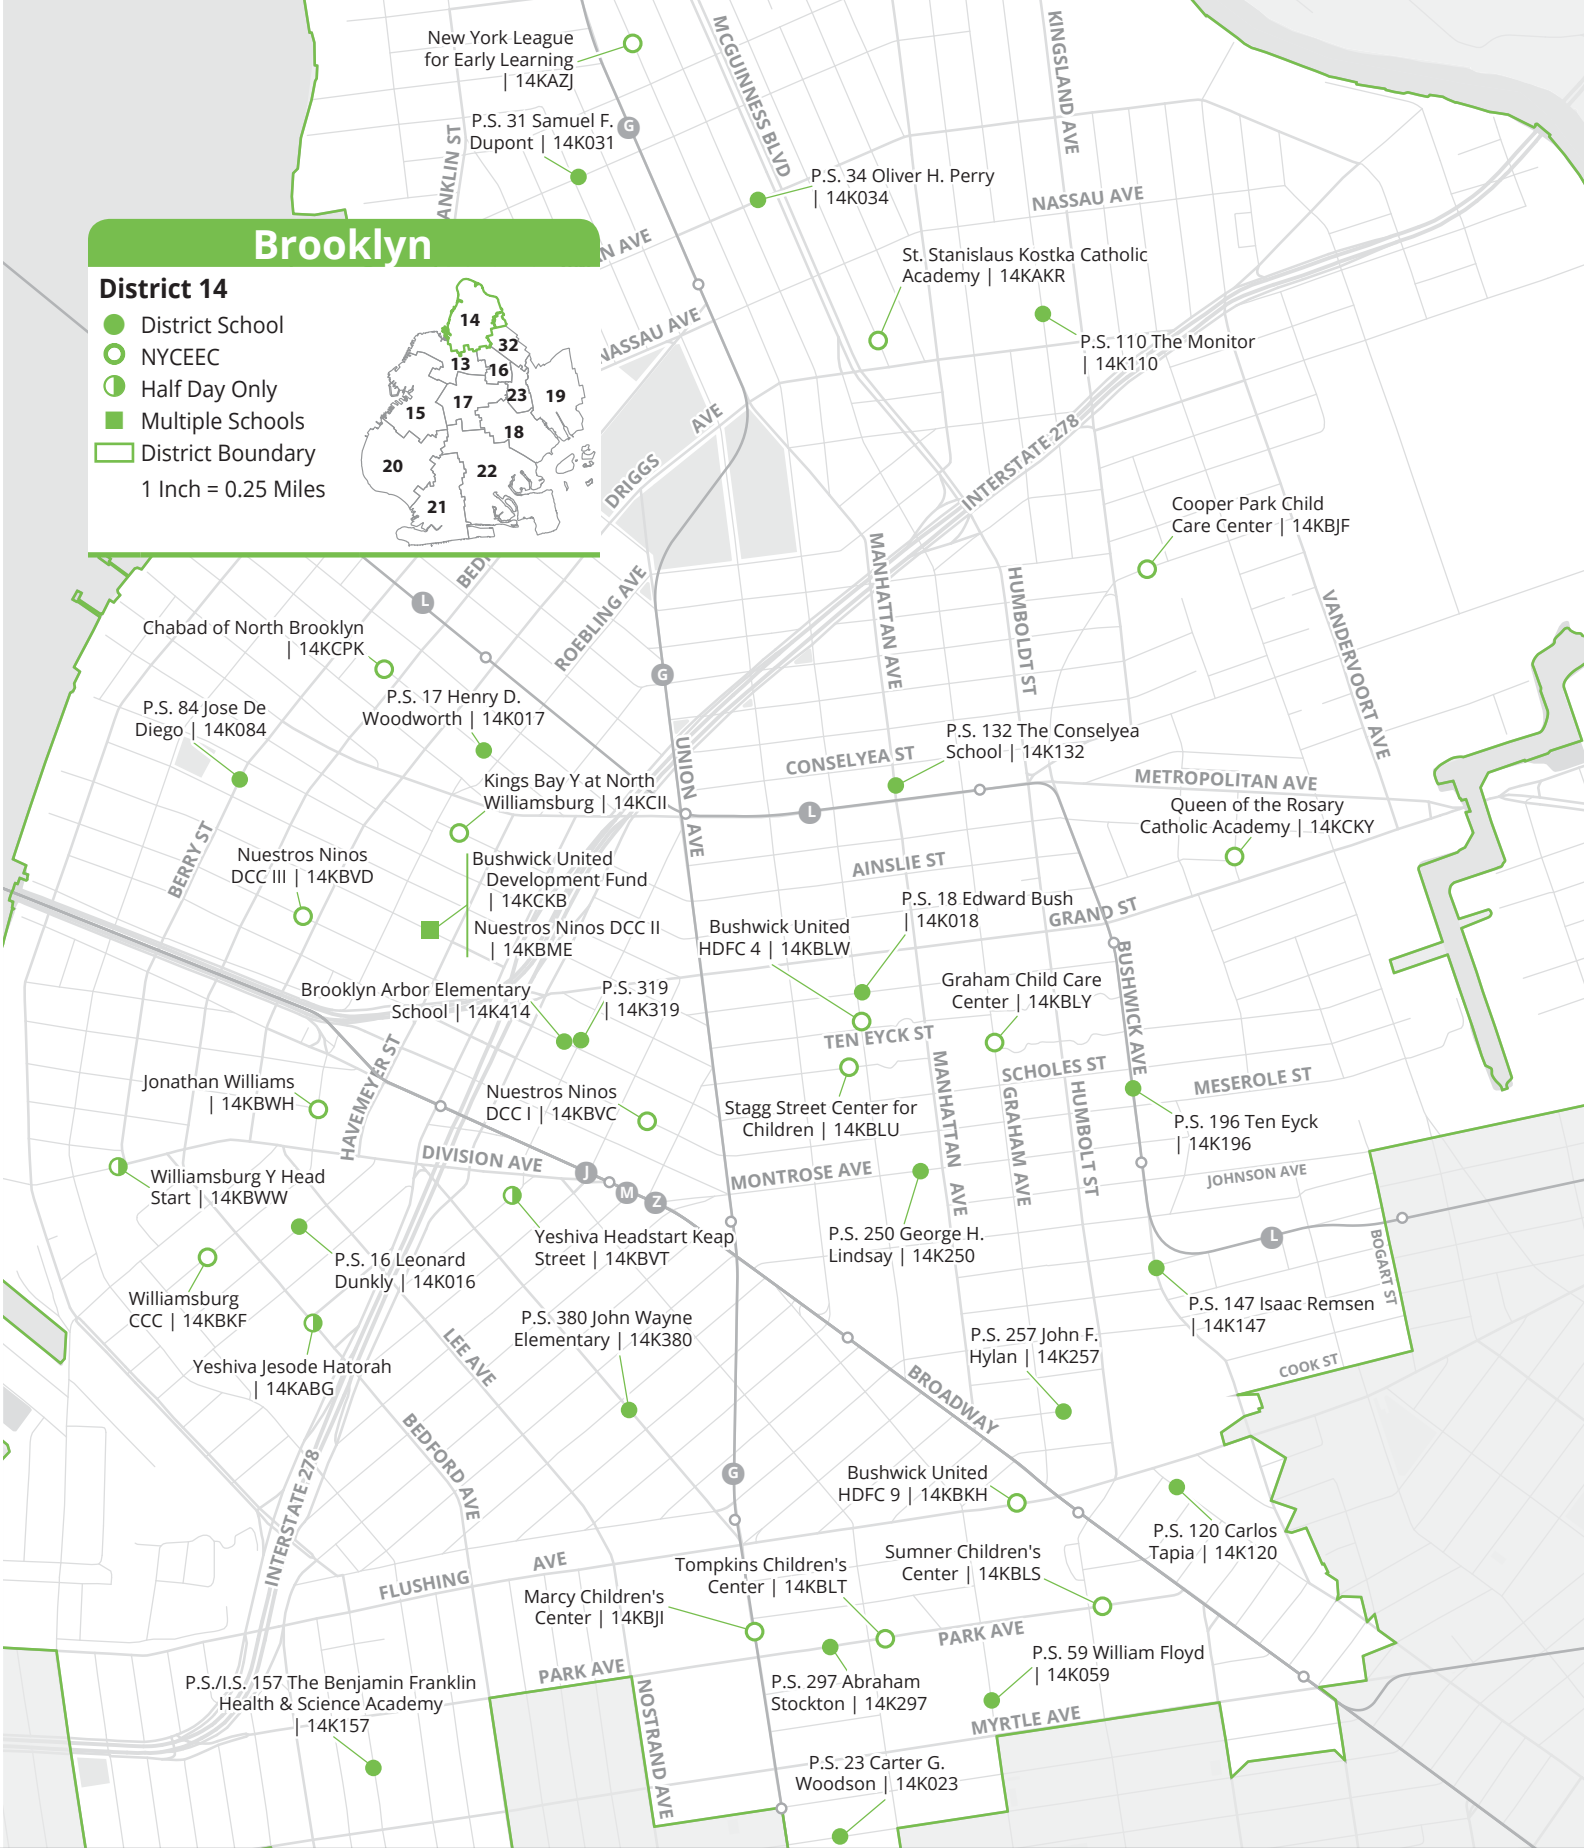 New York League
for Early Learning
| 14KAZJ
MCGUINNESS BLVD
KINGSLAND AVE
P.S. 31 Samuel F.
Dupont | 14K031
G
P.S. 34 Oliver H. Perry
| 14K034
NASSAU AVE
Brooklyn
District 14
District School
NYCEEC
Half Day Only
Multiple Schools
District Boundary
1 Inch = 0.25 Miles
14
32
13
16
23
19
15
17
18
20
22
21
St. Stanislaus Kostka Catholic
Academy | 14KAKR
NASSAU AVE
P.S. 110 The Monitor
| 14K110
DRIGGS AVE
INTERSTATE 278
Cooper Park Child
Care Center | 14KBJF
L
ROEBLING AVE
MANHATTAN AVE
HUMBOLDT ST
VANDERVOORT AVE
Chabad of North Brooklyn
| 14KCPK
G
P.S. 17 Henry D.
Woodworth | 14K017
P.S. 84 Jose De
Diego | 14K084
UNION AVE
CONSELYEA ST
P.S. 132 The Conselyea
School | 14K132
METROPOLITAN AVE
Kings Bay Y at North
Williamsburg | 14KCII
L
Queen of the Rosary
Catholic Academy | 14KCKY
BERRY ST
Nuestros Ninos
DCC III | 14KBVD
Bushwick United
Development Fund
| 14KCKB
Nuestros Ninos DCC II
| 14KBME
AINSLIE ST
P.S. 18 Edward Bush
| 14K018
GRAND ST
Bushwick United
HDFC 4 | 14KBLW
BUSHWICK AVE
Brooklyn Arbor Elementary
School | 14K414
P.S. 319
| 14K319
Graham Child Care
Center | 14KBLY
TEN EYCK ST
HAVEMEYER ST
Jonathan Williams
| 14KBWH
Nuestros Ninos
DCC I | 14KBVC
Stagg Street Center for
Children | 14KBLU
MANHATTAN AVE
SCHOLES ST
GRAHAM AVE
HUMBOLT ST
MESEROLE ST
P.S. 196 Ten Eyck
| 14K196
DIVISION AVE
J
M
Z
MONTROSE AVE
JOHNSON AVE
Williamsburg Y Head
Start | 14KBWW
Yeshiva Headstart Keap
Street | 14KBVT
P.S. 250 George H.
Lindsay | 14K250
L
BOGART ST
P.S. 16 Leonard
Dunkly | 14K016
Williamsburg
CCC | 14KBKF
P.S. 147 Isaac Remsen
| 14K147
P.S. 380 John Wayne
Elementary | 14K380
P.S. 257 John F.
Hylan | 14K257
LEE AVE
Yeshiva Jesode Hatorah
| 14KABG
COOK ST
BROADWAY
BEDFORD AVE
INTERSTATE 278
G
Bushwick United
HDFC 9 | 14KBKH
P.S. 120 Carlos
Tapia | 14K120
FLUSHING AVE
Tompkins Children's
Center | 14KBLT
Sumner Children's
Center | 14KBLS
Marcy Children's
Center | 14KBJI
PARK AVE
PARK AVE
P.S. 59 William Floyd
| 14K059
P.S./I.S. 157 The Benjamin Franklin
Health & Science Academy
| 14K157
P.S. 297 Abraham
Stockton | 14K297
NOSTRAND AVE
MYRTLE AVE
P.S. 23 Carter G.
Woodson | 14K023